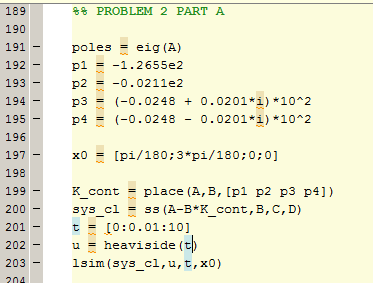 189 %% PROBLEM 2 PART A
190
191 - poles = eig(A)
192 - p1 = -1.2655e2
193 - p2 = -0.0211e2
194 - p3 = (-0.0248 + 0.0201*i)*10^2
195 - p4 = (-0.0248 - 0.0201*i)*10^2
196
197 - x0 = [pi/180;3*pi/180;0;0]
198
199 - K_cont = place(A,B,[p1 p2 p3 p4])
200 - sys_cl = ss(A-B*K_cont,B,C,D)
201 - t = [0:0.01:10]
202 - u = heaviside(t)
203 - lsim(sys_cl,u,t,x0)
204